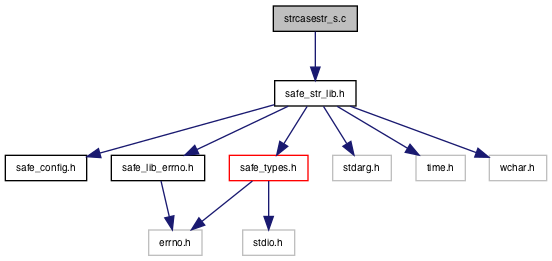 strcasestr_s.c
safe_str_lib.h
safe_config.h
safe_lib_errno.h
safe_types.h
stdarg.h
time.h
wchar.h
errno.h
stdio.h